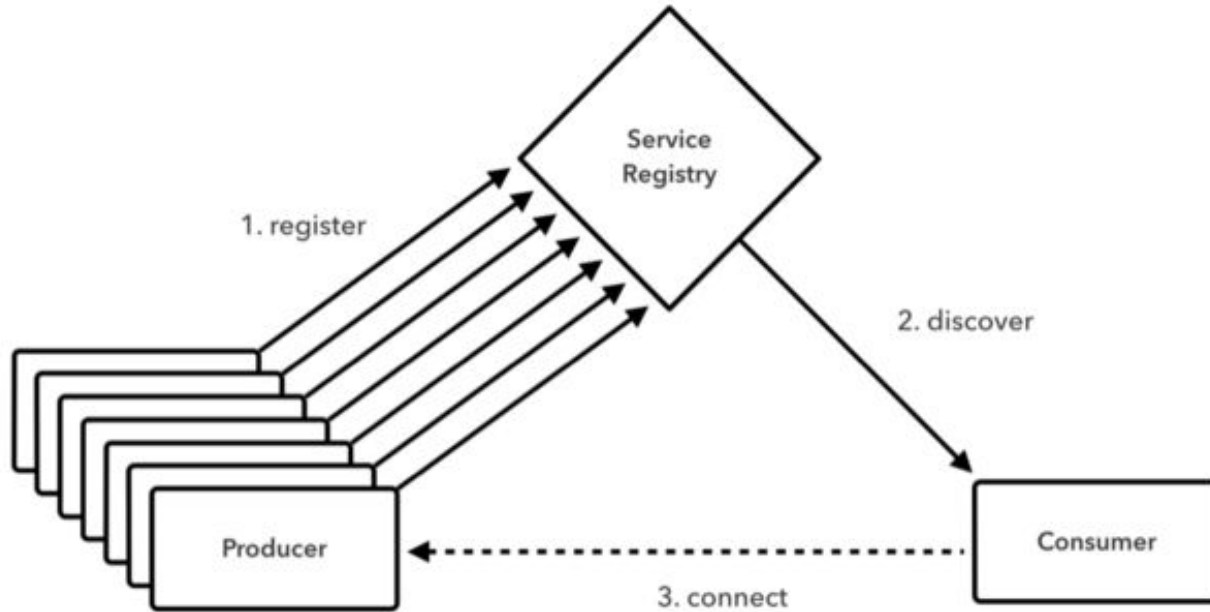 Service
Registry
1. register
2. discover
Producer
Consumer
3. connect